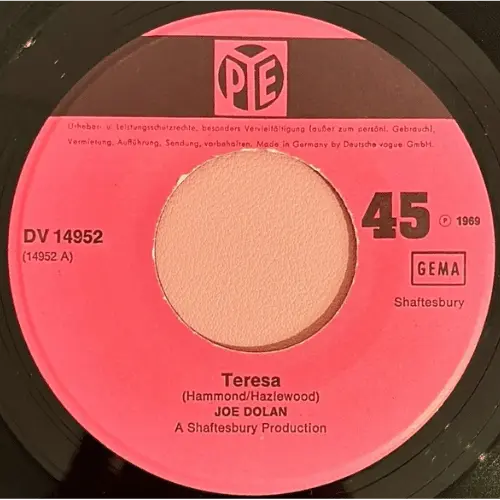 PYE
Urheber- u. Leistungsschutzrechte, besonders Vervielfältigung (außer zum persönl. Gebrauch),
Vermietung, Aufführung, Sendung, vorbehalten. Made in Germany by Deutsche vogue GmbH.
45 Ⓟ 1969
DV 14952
(14952 A)
GEMA
Shaftesbury
Teresa
(Hammond/Hazlewood)
JOE DOLAN
A Shaftesbury Production